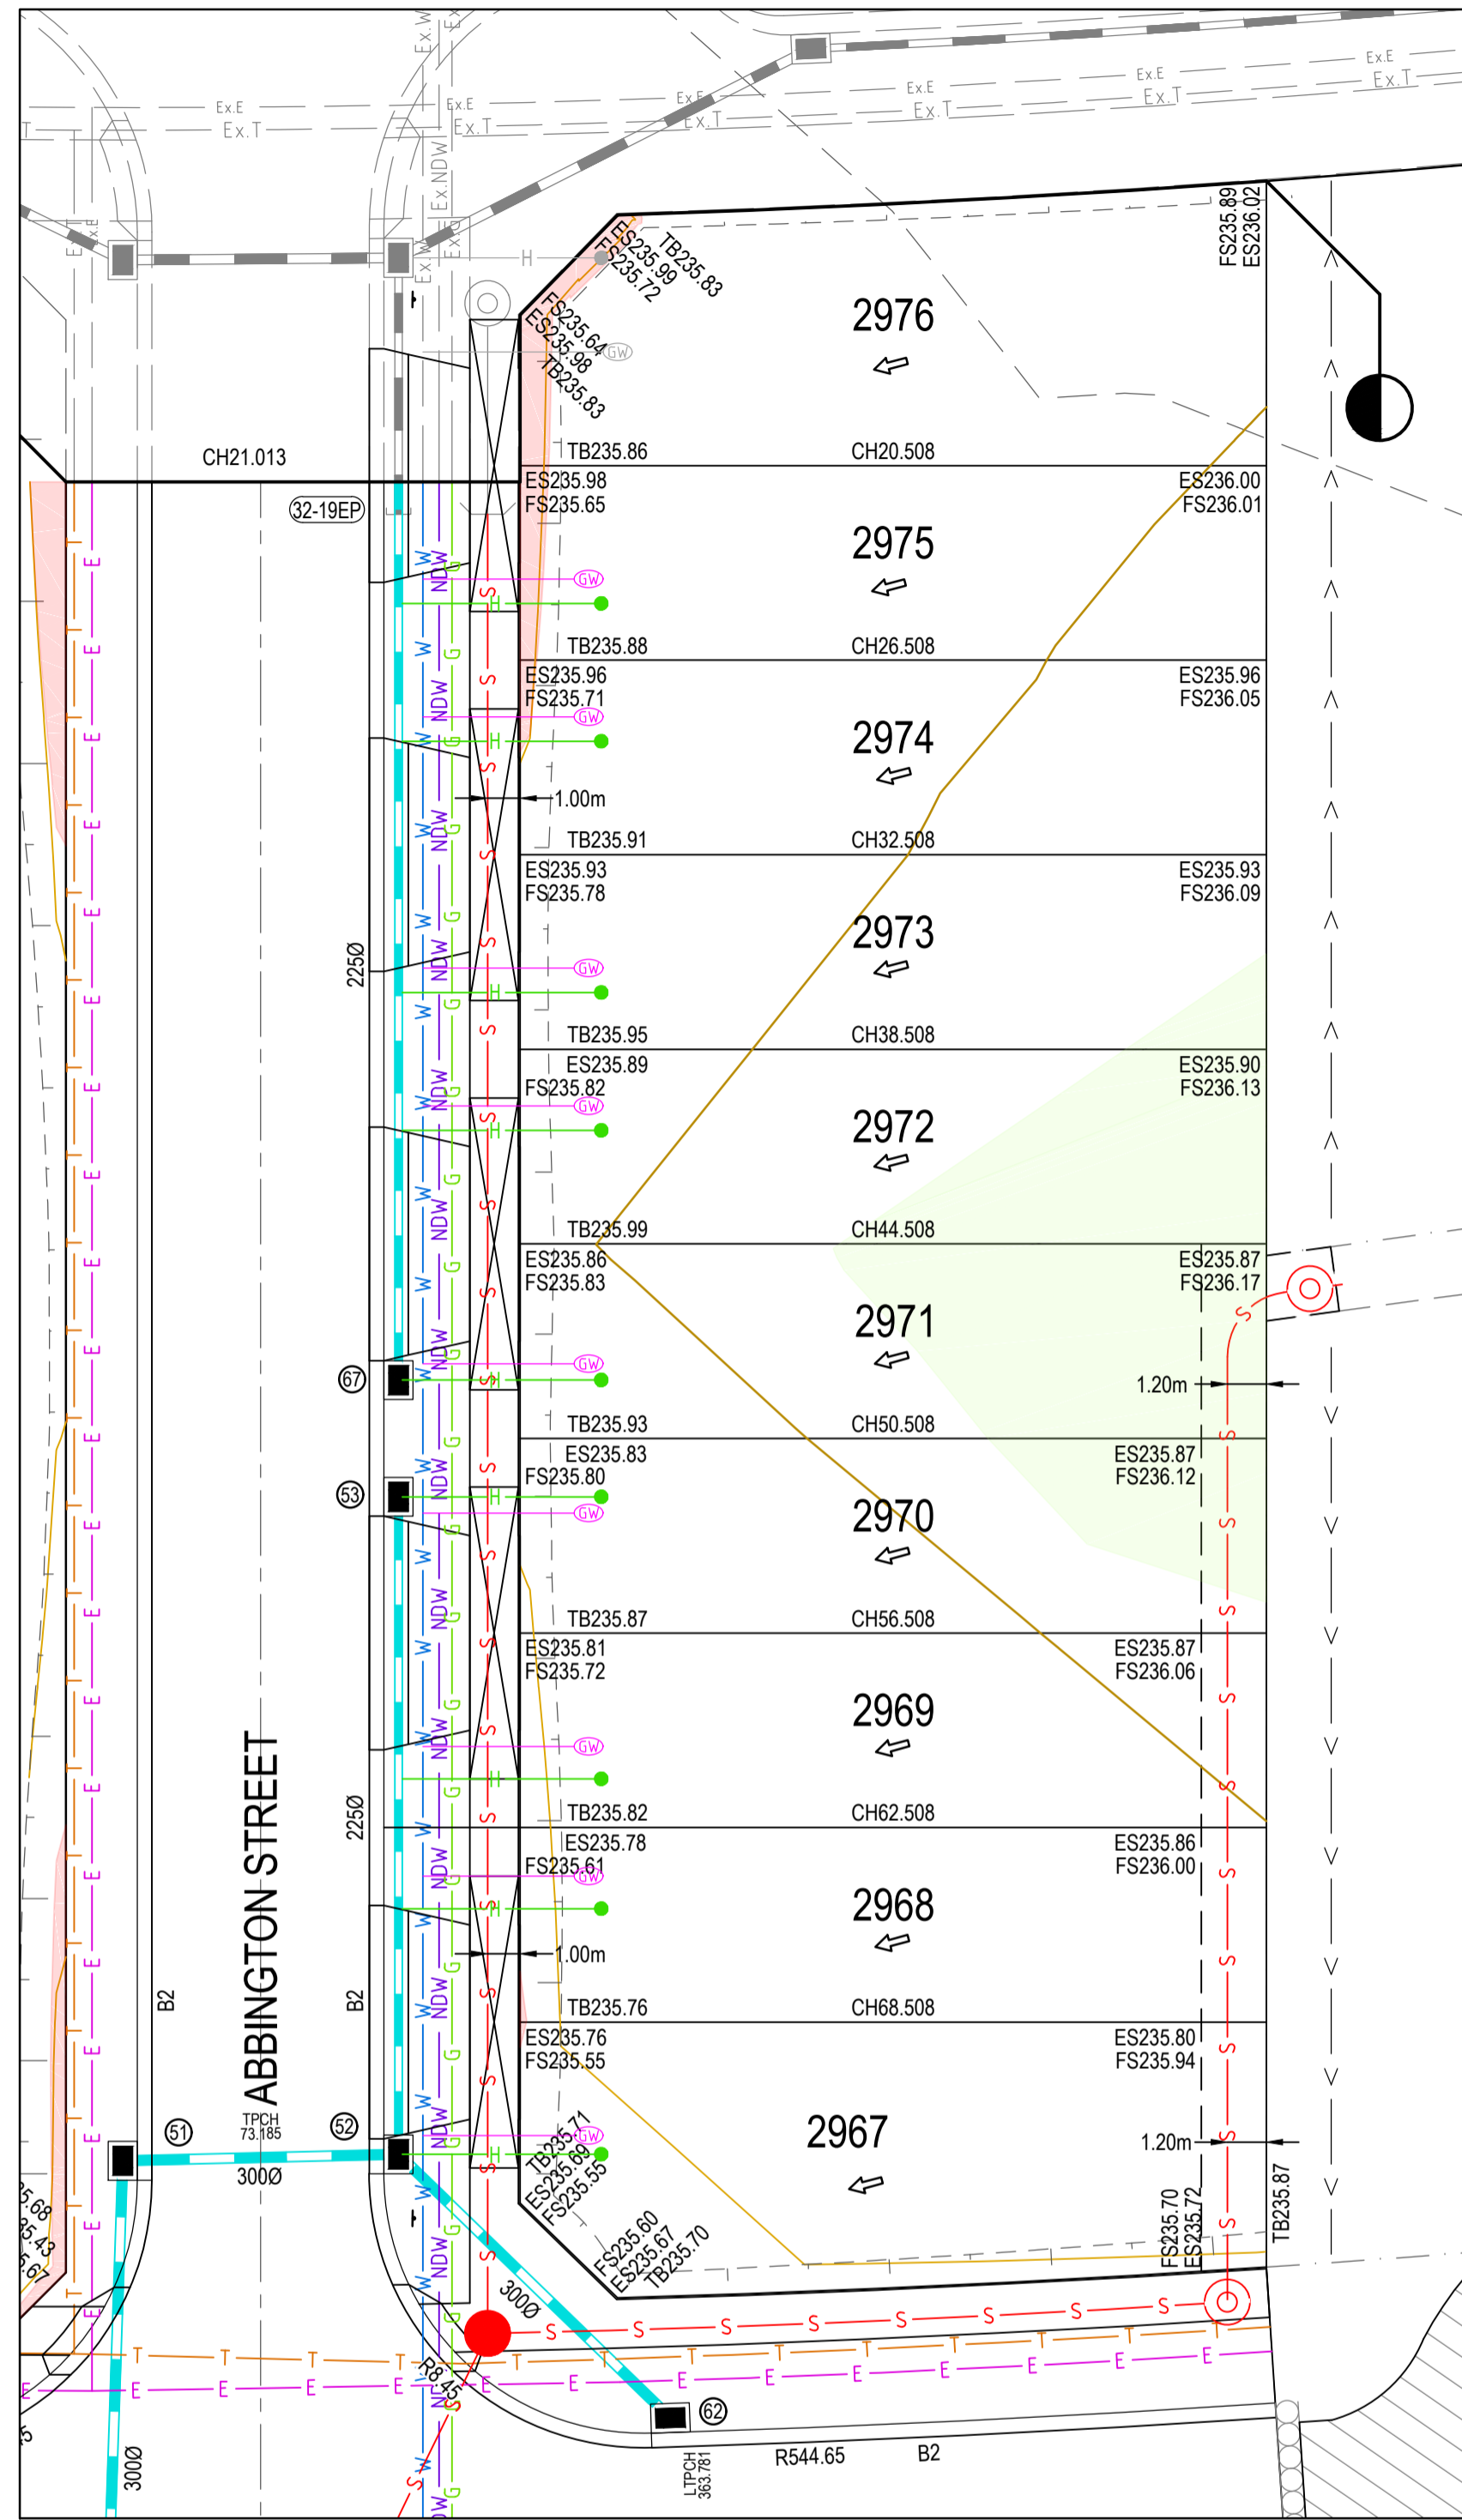 Ex.W
Ex.E
Ex.T
Ex.E
Ex.T
Ex.E
Ex.T
Ex.E
Ex.T
Ex.E
Ex.T
Ex.E
Ex.T
T
Ex.NDW
Ex.W
Ex.G
Ex.T
Ex.E
H
GW
FS235.89
ES236.02
FS235.72
ES235.99
TB235.83
FS235.64
ES235.98
TB235.83
2976
CH21.013
32-19EP
TB235.86
CH20.508
ES235.98
FS235.65
ES236.00
FS236.01
2975
TB235.88
CH26.508
ES235.96
FS235.71
ES235.96
FS236.05
2974
1.00m
TB235.91
CH32.508
ES235.93
FS235.78
ES235.93
FS236.09
2973
225Ø
TB235.95
CH38.508
ES235.89
FS235.82
ES235.90
FS236.13
2972
TB235.99
CH44.508
ES235.86
FS235.83
ES235.87
FS236.17
2971
67
1.20m
TB235.93
CH50.508
ES235.83
FS235.80
ES235.87
FS236.12
53
2970
TB235.87
CH56.508
ES235.81
FS235.72
ES235.87
FS236.06
2969
ABBINGTON STREET
225Ø
TB235.82
CH62.508
ES235.78
FS235.61
ES235.86
FS236.00
2968
1.00m
B2
B2
TB235.76
CH68.508
ES235.76
FS235.55
ES235.80
FS235.94
2967
51
TPCH
73.185
52
300Ø
TB235.71
ES235.69
FS235.55
FS235.60
ES235.67
TB235.70
1.20m
FS235.70
ES235.72
TB235.87
300Ø
R8.45
62
LTPCH
363.781
R544.65
B2
300Ø
W
NDW
G
S
H
GW
T
E